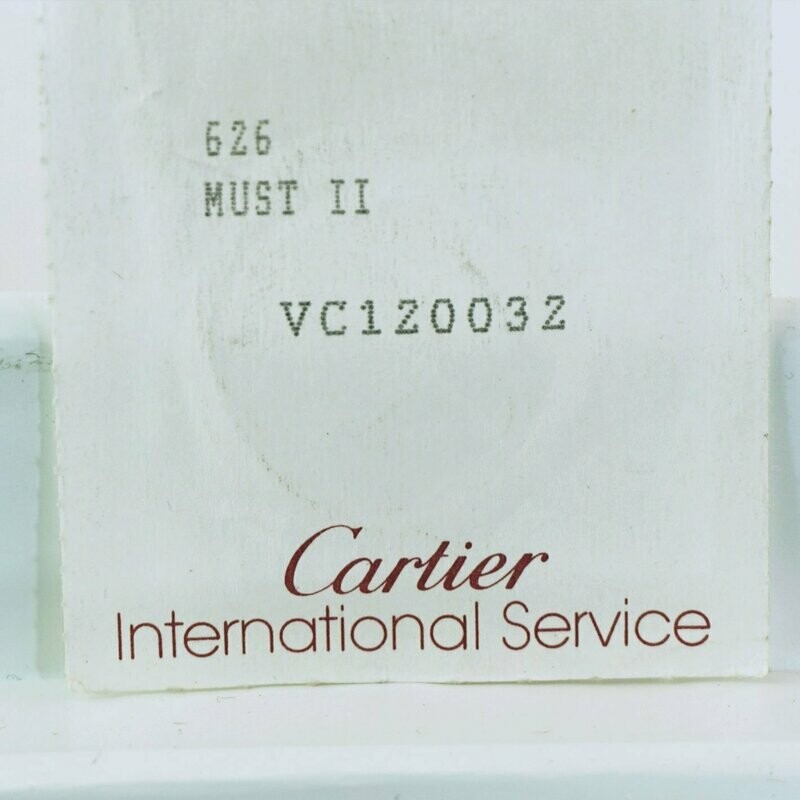 626
MUST II
VC120032
Cartier
International Service